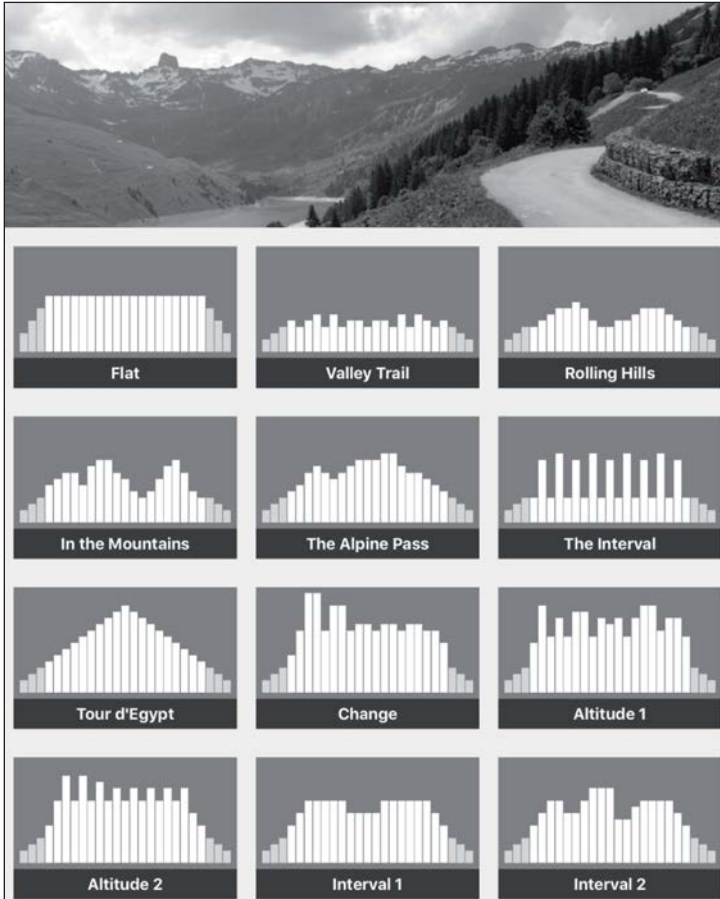 Flat
Valley Trail
Rolling Hills
In the Mountains
The Alpine Pass
The Interval
Tour d'Egypt
Change
Altitude 1
Altitude 2
Interval 1
Interval 2